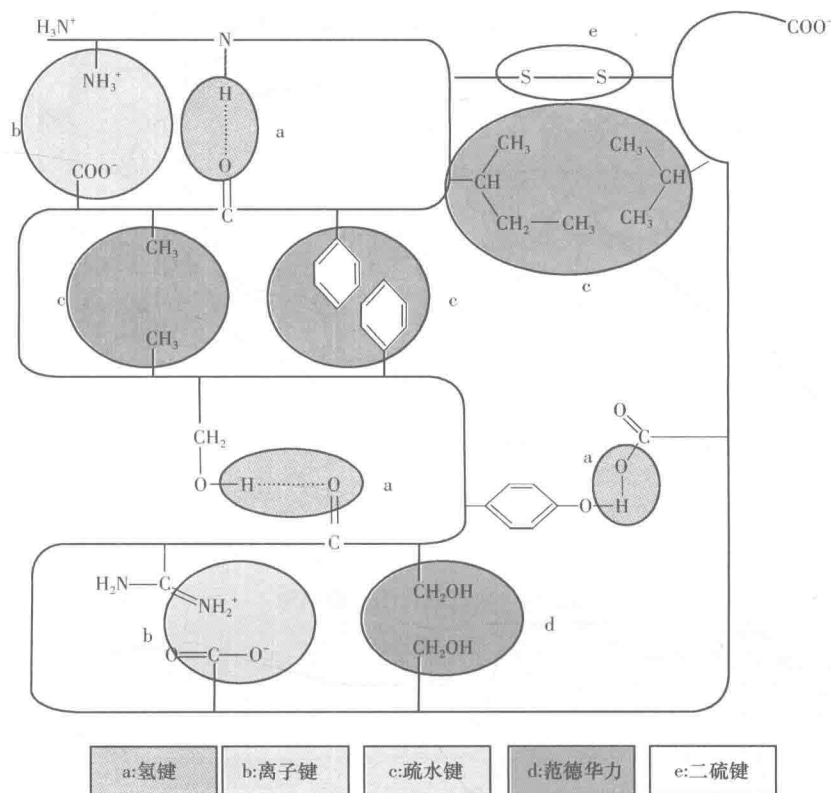 H₃N⁺
N
COO⁻
e
NH₃⁺
S
S
H
b
a
CH₃
CH₃
O
COO⁻
CH
CH
C
CH₂
CH₃
CH₃
CH₃
c
c
c
CH₃
CH₂
O
C
a
O
H
O
a
O
O
H
C
H₂N
C
NH₂⁺
CH₂OH
b
d
O
C
O⁻
CH₂OH
a:氢键
b:离子键
c:疏水键
d:范德华力
e:二硫键